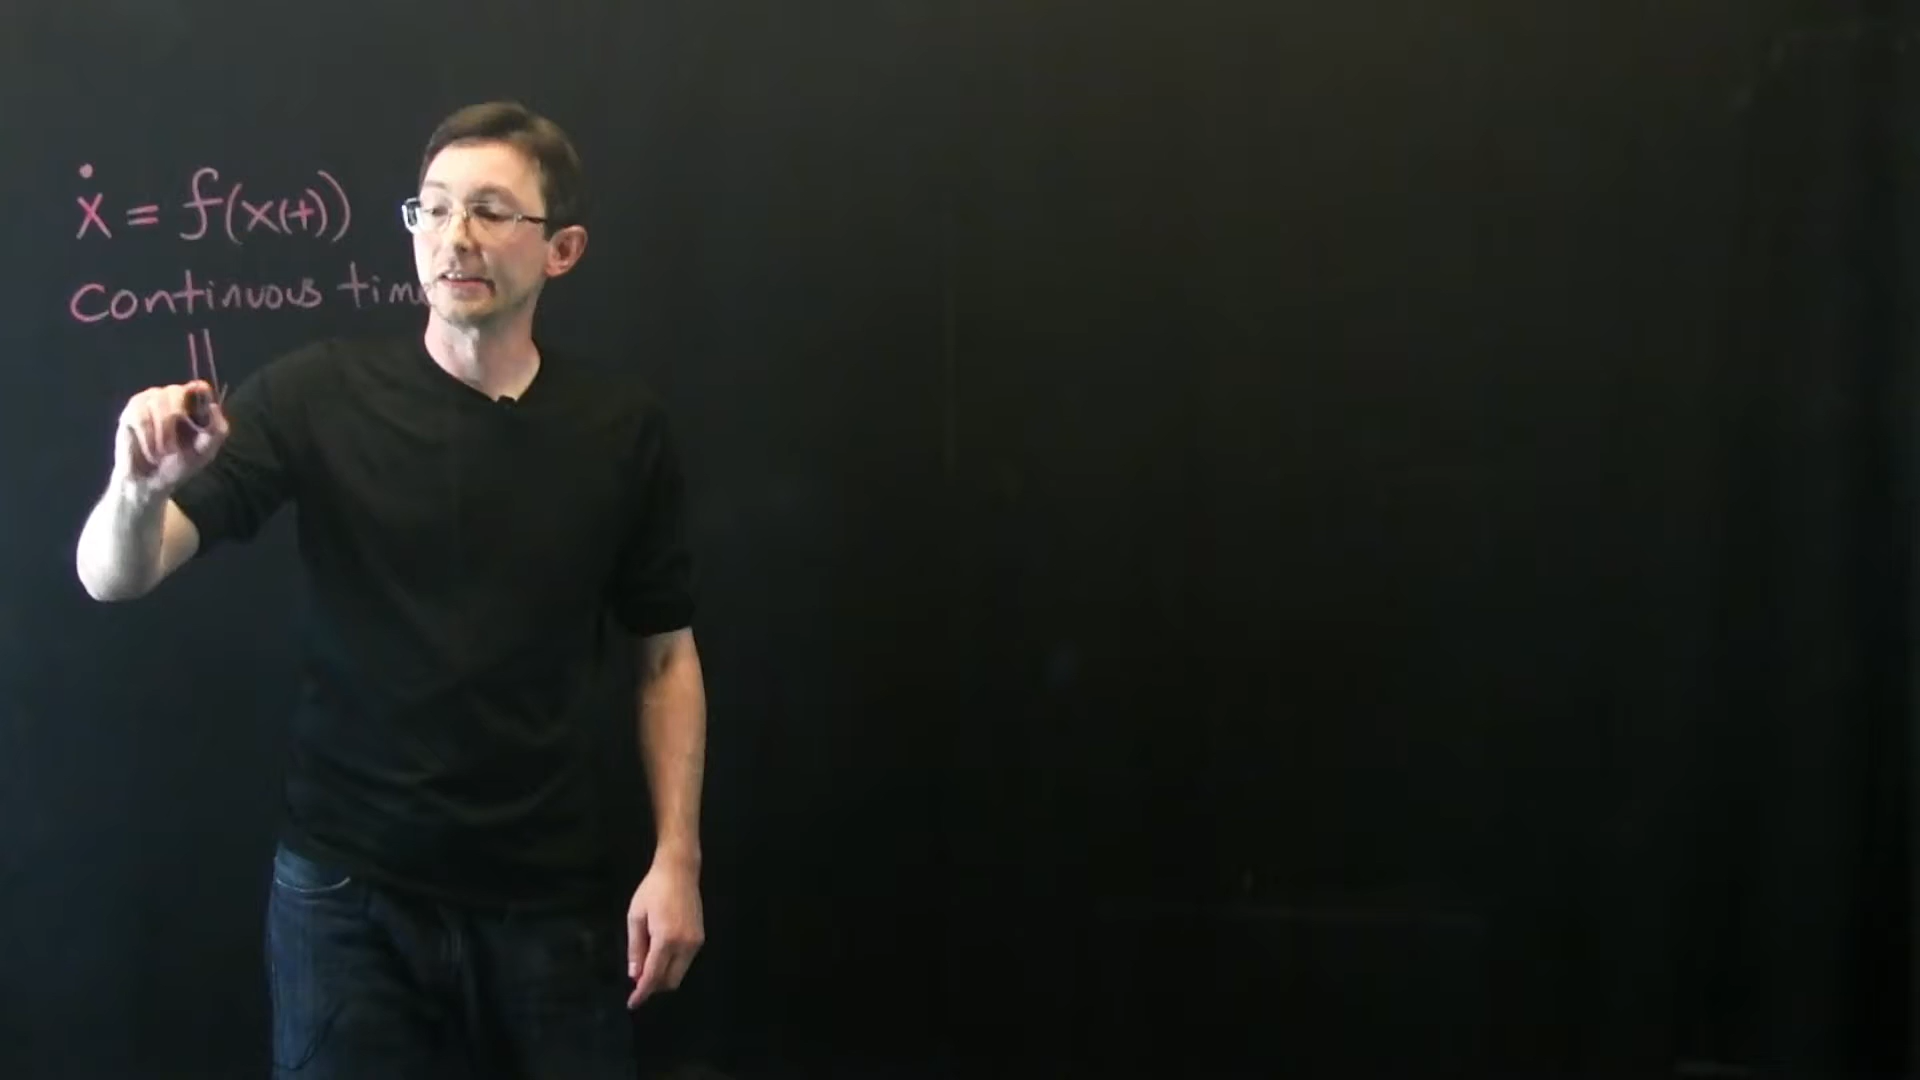 ẋ = f(x(t))
continuous time